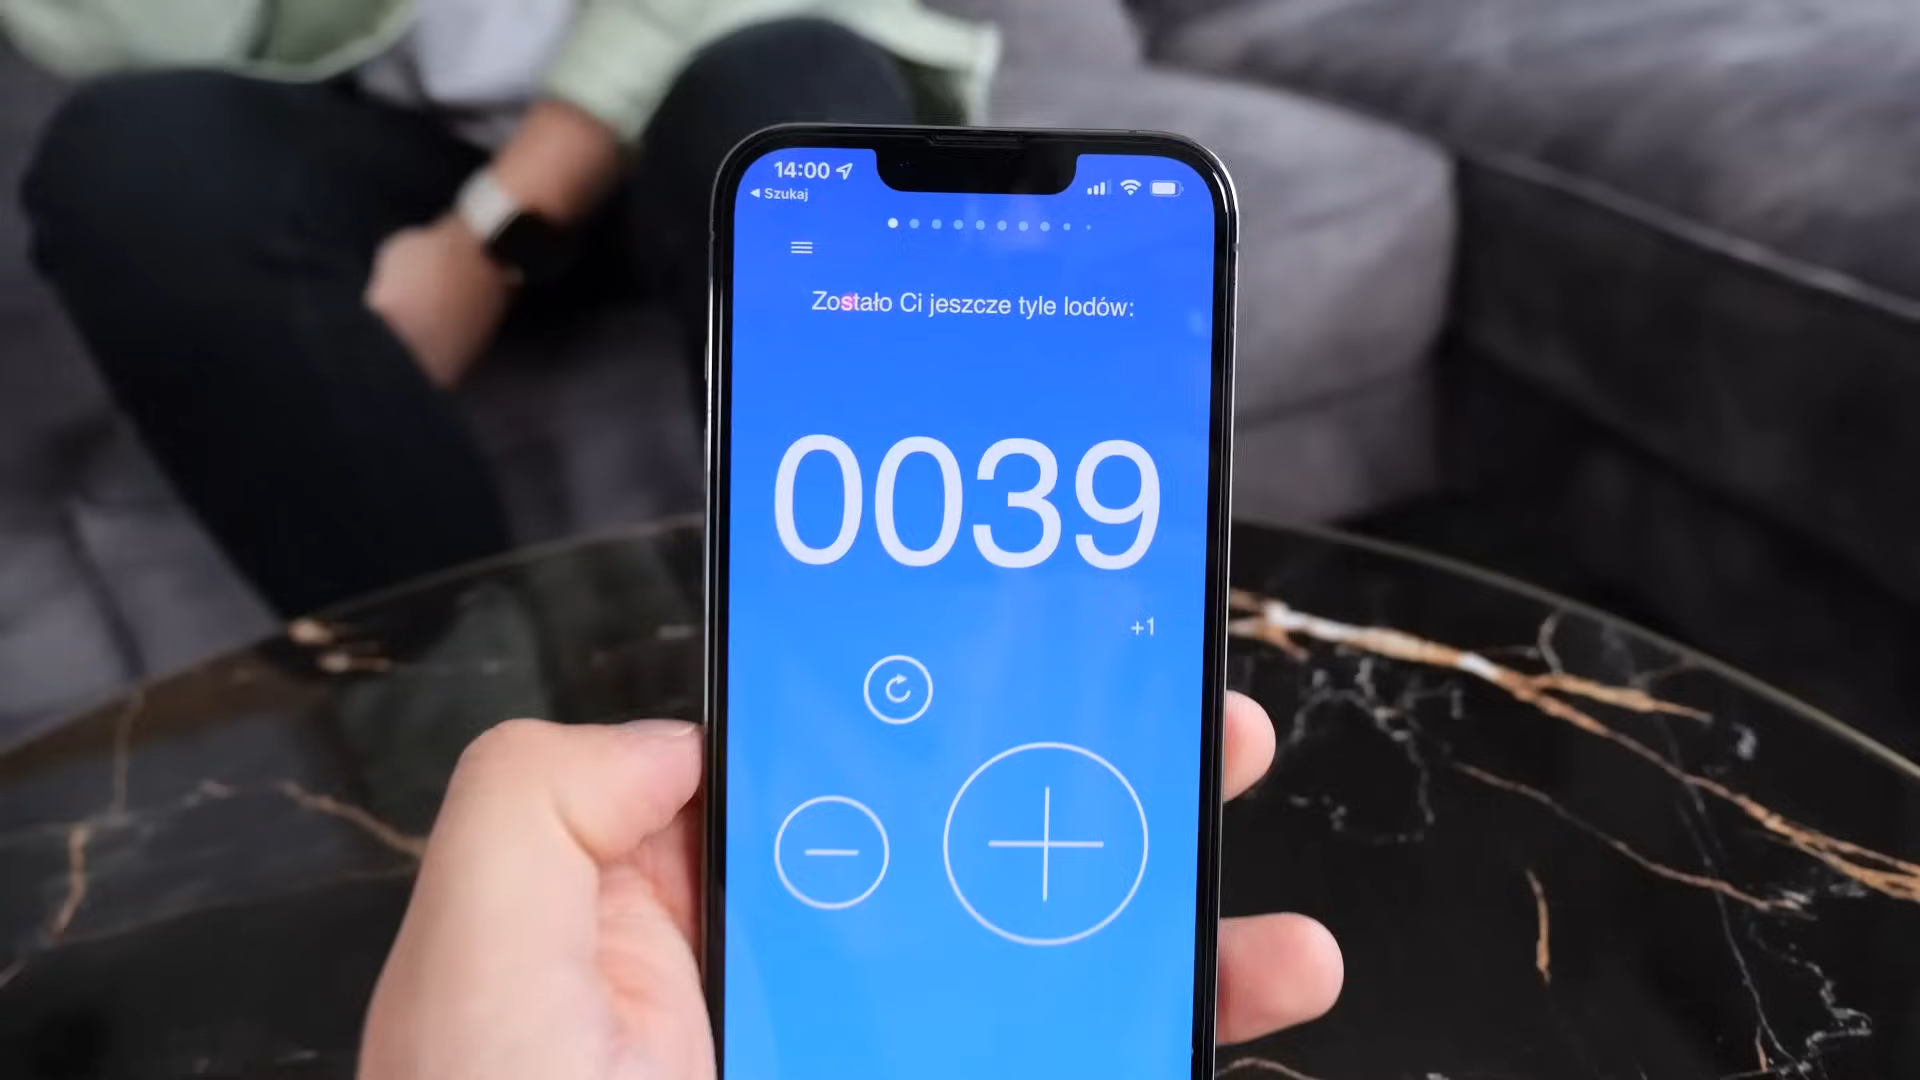 14:00
◀ Szukaj
Zostało Ci jeszcze tyle lodów:
0039
+1